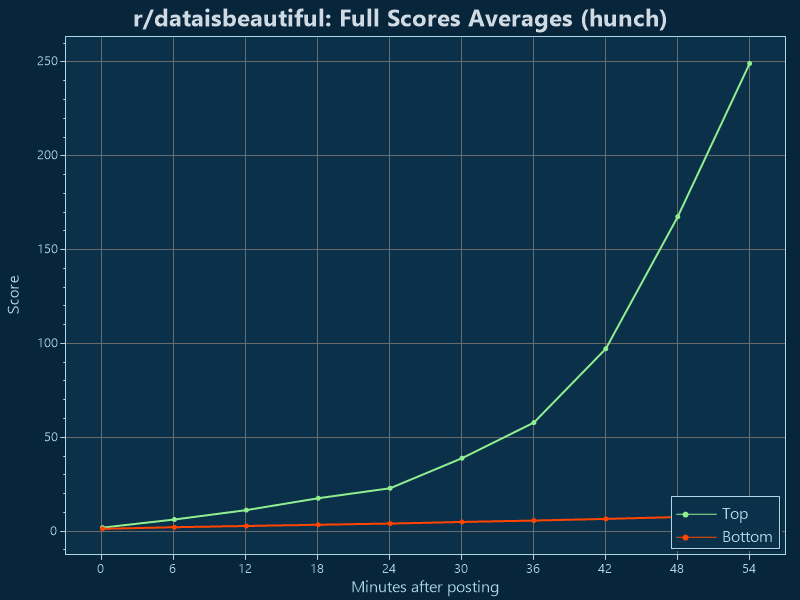 r/dataisbeautiful: Full Scores Averages (hunch)
250
200
150
100
50
0
Score
Top
Bottom
0 6 12 18 24 30 36 42 48 54
Minutes after posting